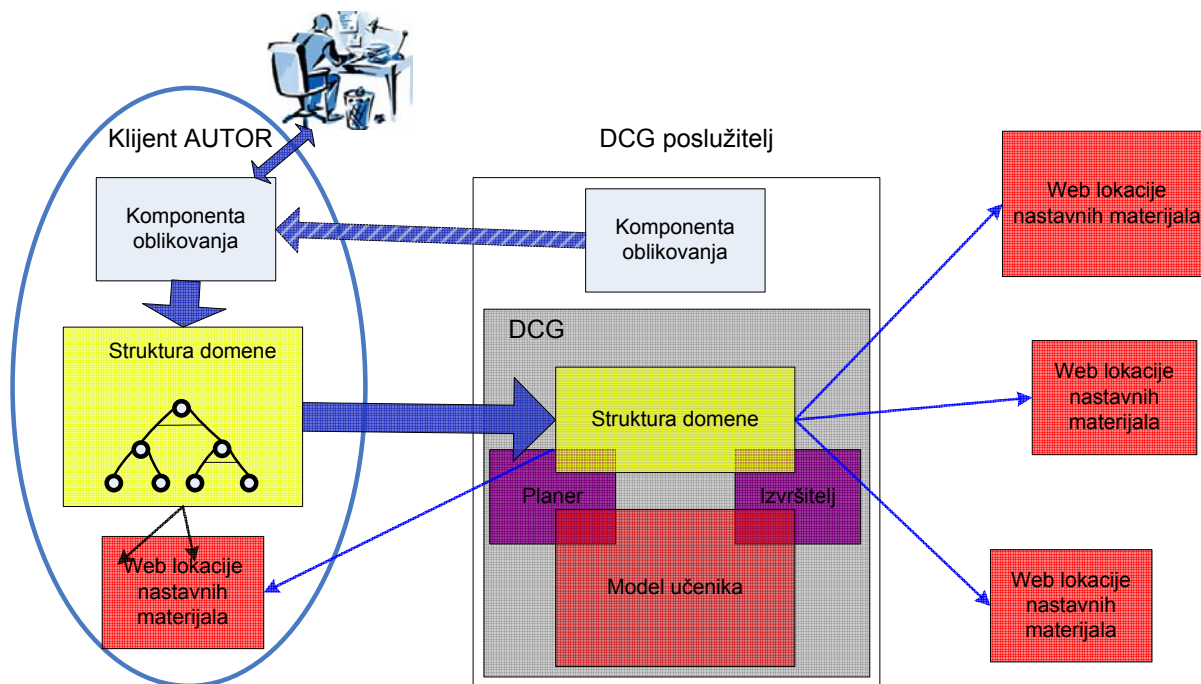 Klijent AUTOR
Komponenta
oblikovanja
Struktura domene
Web lokacije
nastavnih
materijala
DCG poslužitelj
Komponenta
oblikovanja
DCG
Struktura domene
Planer
Izvršitelj
Model učenika
Web lokacije
nastavnih materijala
Web lokacije
nastavnih
materijala
Web lokacije
nastavnih
materijala